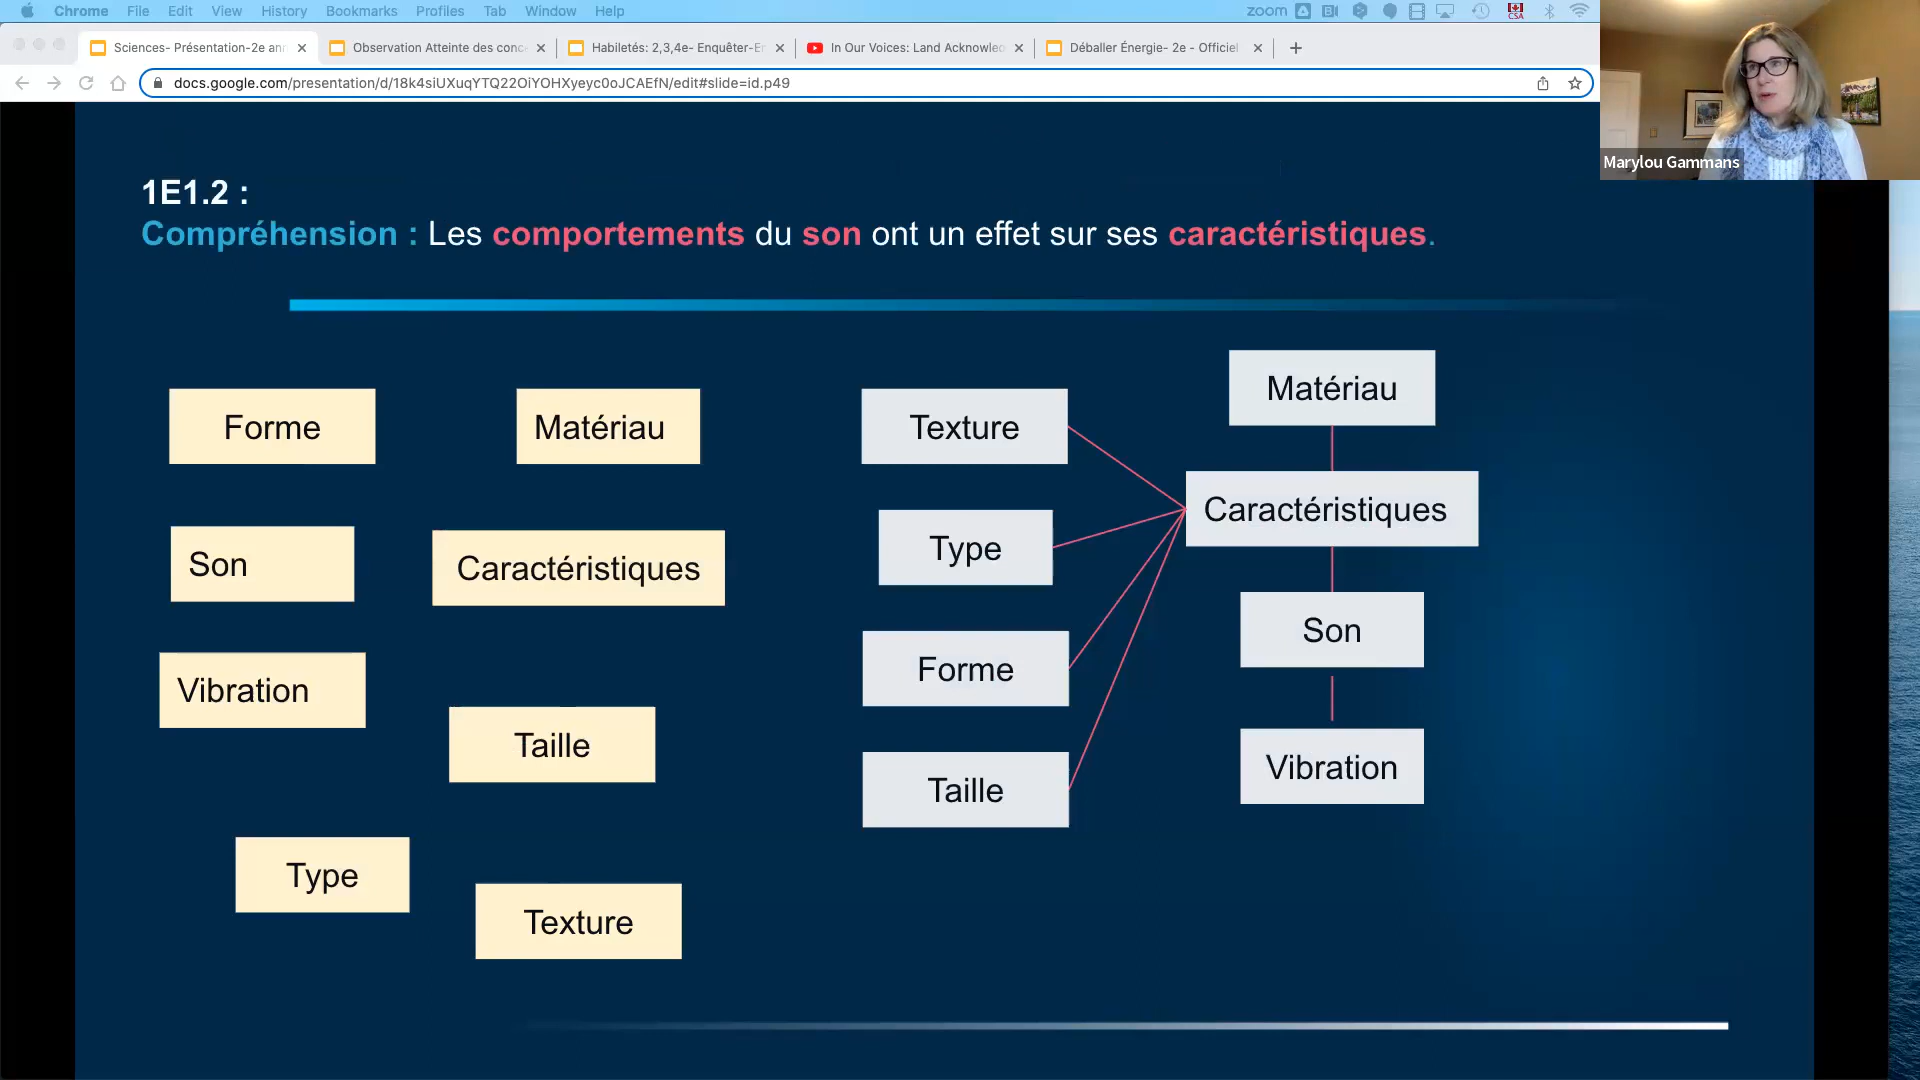 Chrome File Edit View History Bookmarks Profiles Tab Window Help zoom CSA
Sciences- Présentation-2e ann
Observation Atteinte des conc
Habiletés: 2,3,4e- Enquêter-Er
In Our Voices: Land Acknowle
Déballer Énergie- 2e - Officiel
docs.google.com/presentation/d/18k4siUXuqYTQ22OiYOHXyeyc0oJCAEfN/edit#slide=id.p49
Marylou Gammans
1E1.2 :
Compréhension : Les comportements du son ont un effet sur ses caractéristiques.
Forme
Matériau
Son
Caractéristiques
Vibration
Taille
Type
Texture
Texture
Type
Forme
Taille
Matériau
Caractéristiques
Son
Vibration